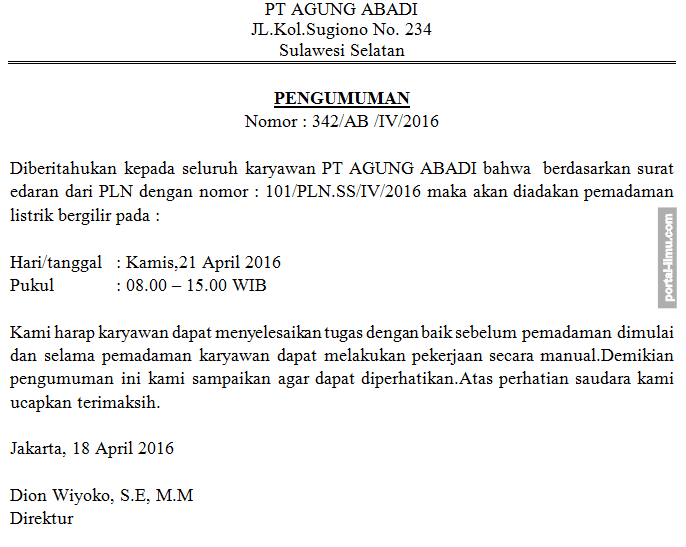 PT AGUNG ABADI
JL.Kol.Sugiono No. 234
Sulawesi Selatan
PENGUMUMAN
Nomor : 342/AB /IV/2016
Diberitahukan kepada seluruh karyawan PT AGUNG ABADI bahwa  berdasarkan surat
edaran dari PLN dengan nomor : 101/PLN.SS/IV/2016 maka akan diadakan pemadaman
listrik bergilir pada :
Hari/tanggal : Kamis,21 April 2016
Pukul : 08.00 – 15.00 WIB
Kami harap karyawan dapat menyelesaikan tugas dengan baik sebelum pemadaman dimulai
dan selama pemadaman karyawan dapat melakukan pekerjaan secara manual.Demikian
pengumuman ini kami sampaikan agar dapat diperhatikan.Atas perhatian saudara kami
ucapkan terimaksih.
Jakarta, 18 April 2016
Dion Wiyoko, S.E, M.M
Direktur
portal-ilmu.com